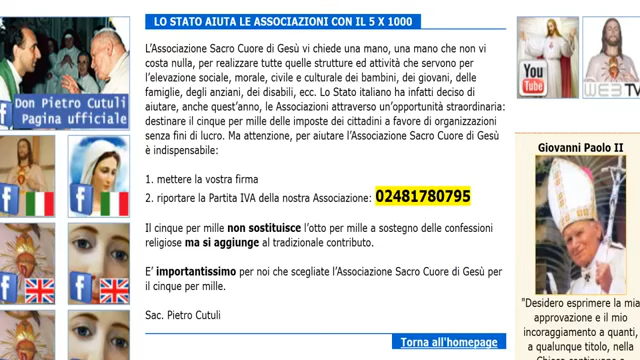 LO STATO AIUTA LE ASSOCIAZIONI CON IL 5 X 1000
L'Associazione Sacro Cuore di Gesù vi chiede una mano, una mano che non vi
costa nulla, per realizzare tutte quelle strutture ed attività che servono per
l'elevazione sociale, morale, civile e culturale dei bambini, dei giovani, delle
famiglie, degli anziani, dei disabili, ecc. Lo Stato italiano ha infatti deciso di
aiutare, anche quest'anno, le Associazioni attraverso un'opportunità straordinaria:
destinare il cinque per mille delle imposte dei cittadini a favore di organizzazioni
senza fini di lucro. Ma attenzione, per aiutare l'Associazione Sacro Cuore di Gesù
è indispensabile:
1. mettere la vostra firma
2. riportare la Partita IVA della nostra Associazione: 02481780795
Il cinque per mille non sostituisce l'otto per mille a sostegno delle confessioni
religiose ma si aggiunge al tradizionale contributo.
E' importantissimo per noi che scegliate l'Associazione Sacro Cuore di Gesù per
il cinque per mille.
Sac. Pietro Cutuli
Torna all'homepage
Don Pietro Cutuli
Pagina ufficiale
You
Tube
WEB TV
Giovanni Paolo II
"Desidero esprimere la mia
approvazione e il mio
incoraggiamento a quanti,
a qualunque titolo, nella